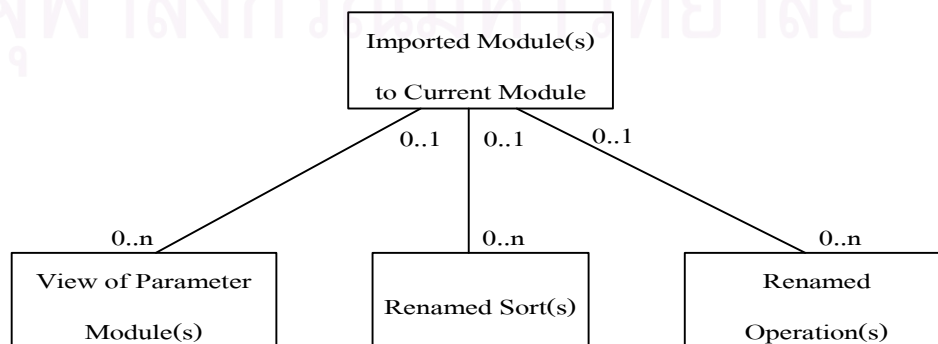 Imported Module(s)
to Current Module
0..1
0..1
0..1
0..n
0..n
0..n
View of Parameter
Module(s)
Renamed Sort(s)
Renamed
Operation(s)